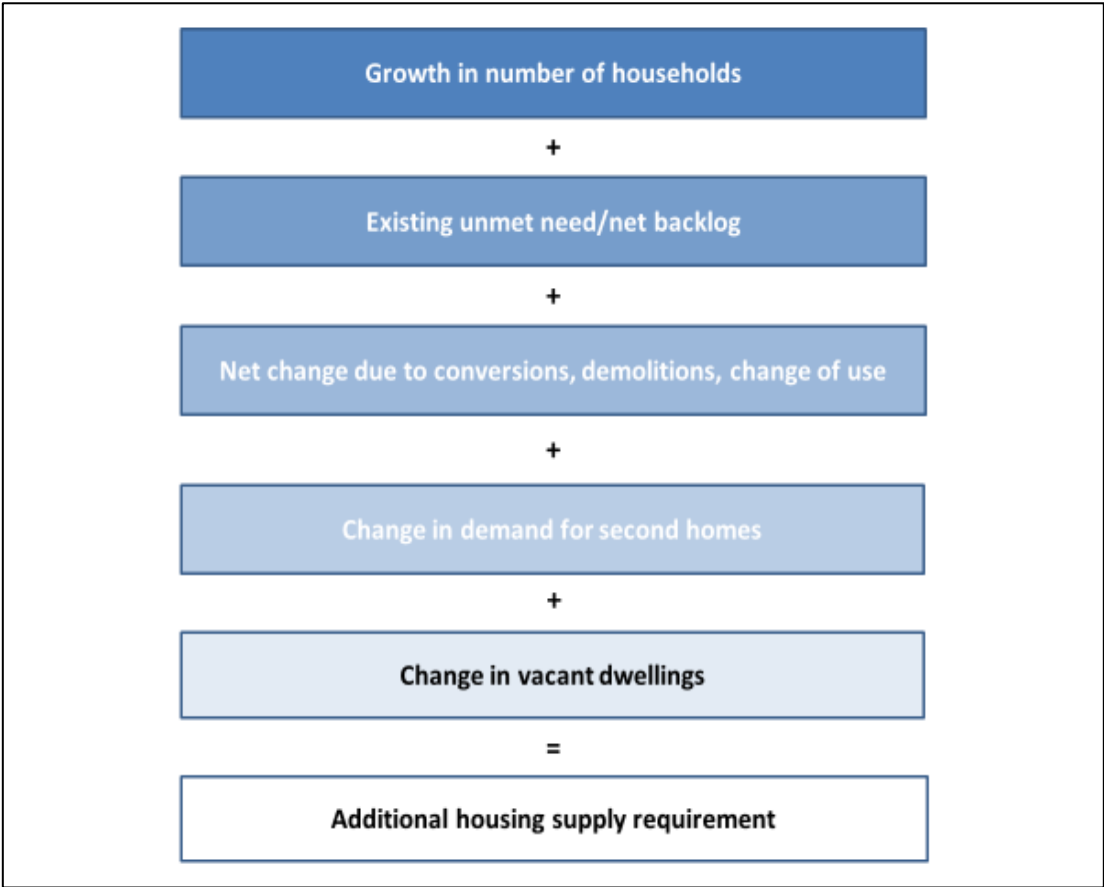 Growth in number of households
+
Existing unmet need/net backlog
+
Net change due to conversions, demolitions, change of use
+
Change in demand for second homes
+
Change in vacant dwellings
=
Additional housing supply requirement